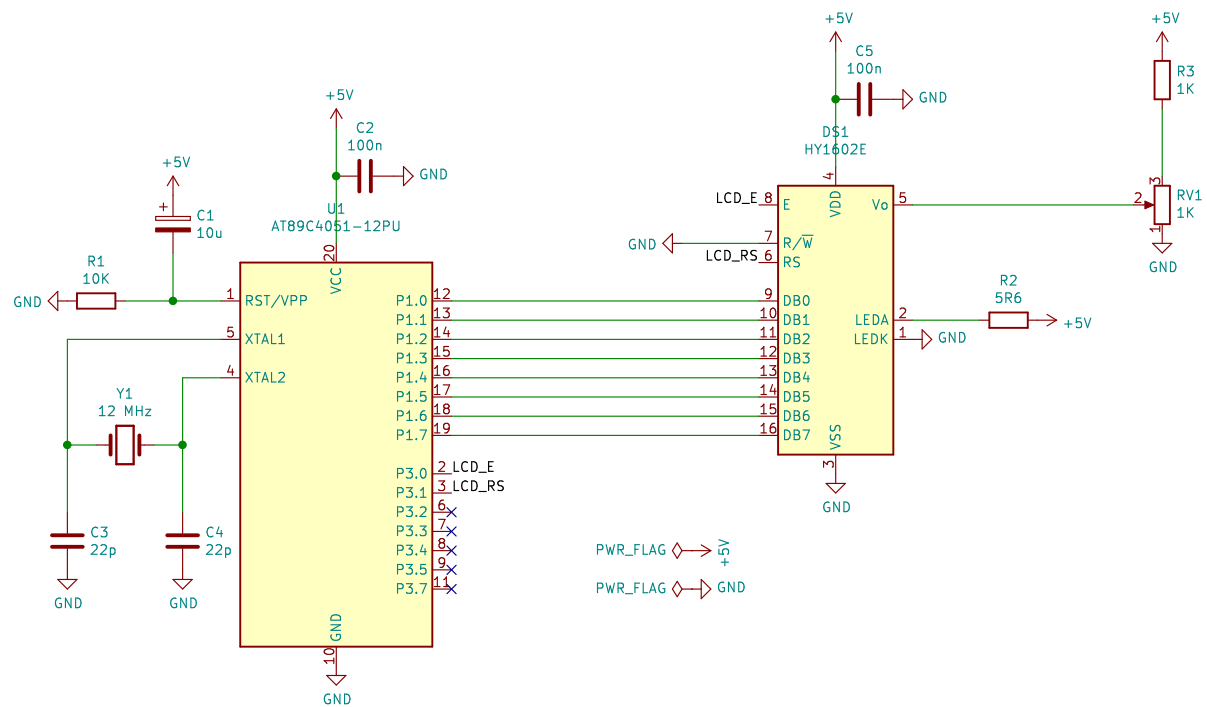 +5V
+5V
C5
100n
GND
R3
1K
+5V
C2
100n
GND
DS1
HY1602E
+5V
C1
10u
U1
AT89C4051-12PU
4
VDD
LCD_E
8
E
Vo
5
2
3
1
RV1
1K
GND
GND
7
R/W̅
LCD_RS
6
RS
R1
10K
GND
20
VCC
1
RST/VPP
5
XTAL1
4
XTAL2
P1.0
12
P1.1
13
P1.2
14
P1.3
15
P1.4
16
P1.5
17
P1.6
18
P1.7
19
9
DB0
10
DB1
11
DB2
12
DB3
13
DB4
14
DB5
15
DB6
16
DB7
LEDA
2
LEDK
1
GND
R2
5R6
+5V
VSS
3
GND
Y1
12 MHz
C3
22p
GND
C4
22p
GND
P3.0
2
LCD_E
P3.1
3
LCD_RS
P3.2
6
P3.3
7
P3.4
8
P3.5
9
P3.7
11
GND
10
GND
PWR_FLAG
+5V
PWR_FLAG
GND